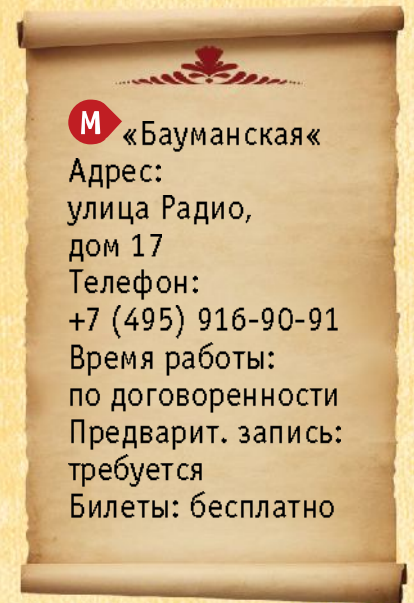 М «Бауманская«
Адрес:
улица Радио,
дом 17
Телефон:
+7 (495) 916-90-91
Время работы:
по договоренности
Предварит. запись:
требуется
Билеты: бесплатно